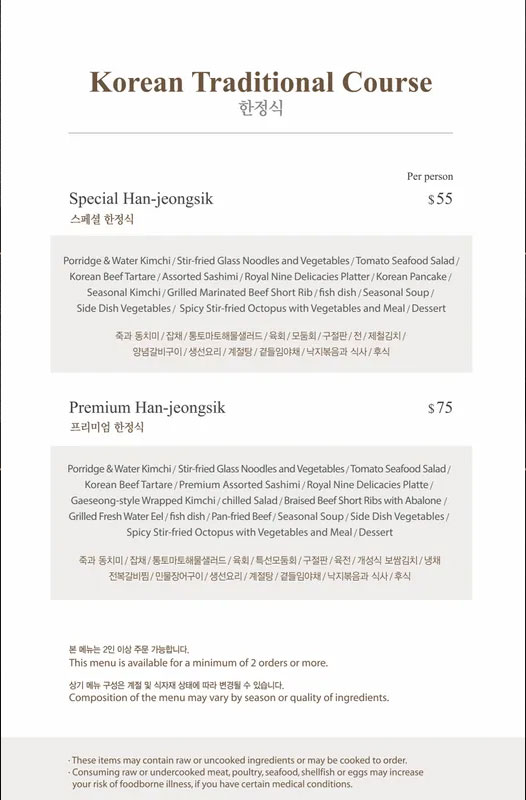 Korean Traditional Course
한정식
Per person
Special Han-jeongsik $55
스페셜 한정식
Porridge & Water Kimchi / Stir-fried Glass Noodles and Vegetables / Tomato Seafood Salad /
Korean Beef Tartare / Assorted Sashimi / Royal Nine Delicacies Platter / Korean Pancake /
Seasonal Kimchi / Grilled Marinated Beef Short Rib / fish dish / Seasonal Soup /
Side Dish Vegetables / Spicy Stir-fried Octopus with Vegetables and Meal / Dessert
죽과 동치미 / 잡채 / 통토마토해물샐러드 / 육회 / 모둠회 / 구절판 / 전 / 제철김치 /
양념갈비구이 / 생선요리 / 계절탕 / 곁들임야채 / 낙지볶음과 식사 / 후식
Premium Han-jeongsik $75
프리미엄 한정식
Porridge & Water Kimchi / Stir-fried Glass Noodles and Vegetables / Tomato Seafood Salad /
Korean Beef Tartare / Premium Assorted Sashimi / Royal Nine Delicacies Platte /
Gaeseong-style Wrapped Kimchi / chilled Salad / Braised Beef Short Ribs with Abalone /
Grilled Fresh Water Eel / fish dish / Pan-fried Beef / Seasonal Soup / Side Dish Vegetables /
Spicy Stir-fried Octopus with Vegetables and Meal / Dessert
죽과 동치미 / 잡채 / 통토마토해물샐러드 / 육회 / 특선모둠회 / 구절판 / 육전 / 개성식 보쌈김치 / 냉채
전복갈비찜 / 민물장어구이 / 생선요리 / 계절탕 / 곁들임야채 / 낙지볶음과 식사 / 후식
본 메뉴는 2인 이상 주문 가능합니다.
This menu is available for a minimum of 2 orders or more.
상기 메뉴 구성은 계절 및 식자재 상태에 따라 변경될 수 있습니다.
Composition of the menu may vary by season or quality of ingredients.
· These items may contain raw or uncooked ingredients or may be cooked to order.
· Consuming raw or undercooked meat, poultry, seafood, shellfish or eggs may increase
your risk of foodborne illness, if you have certain medical conditions.